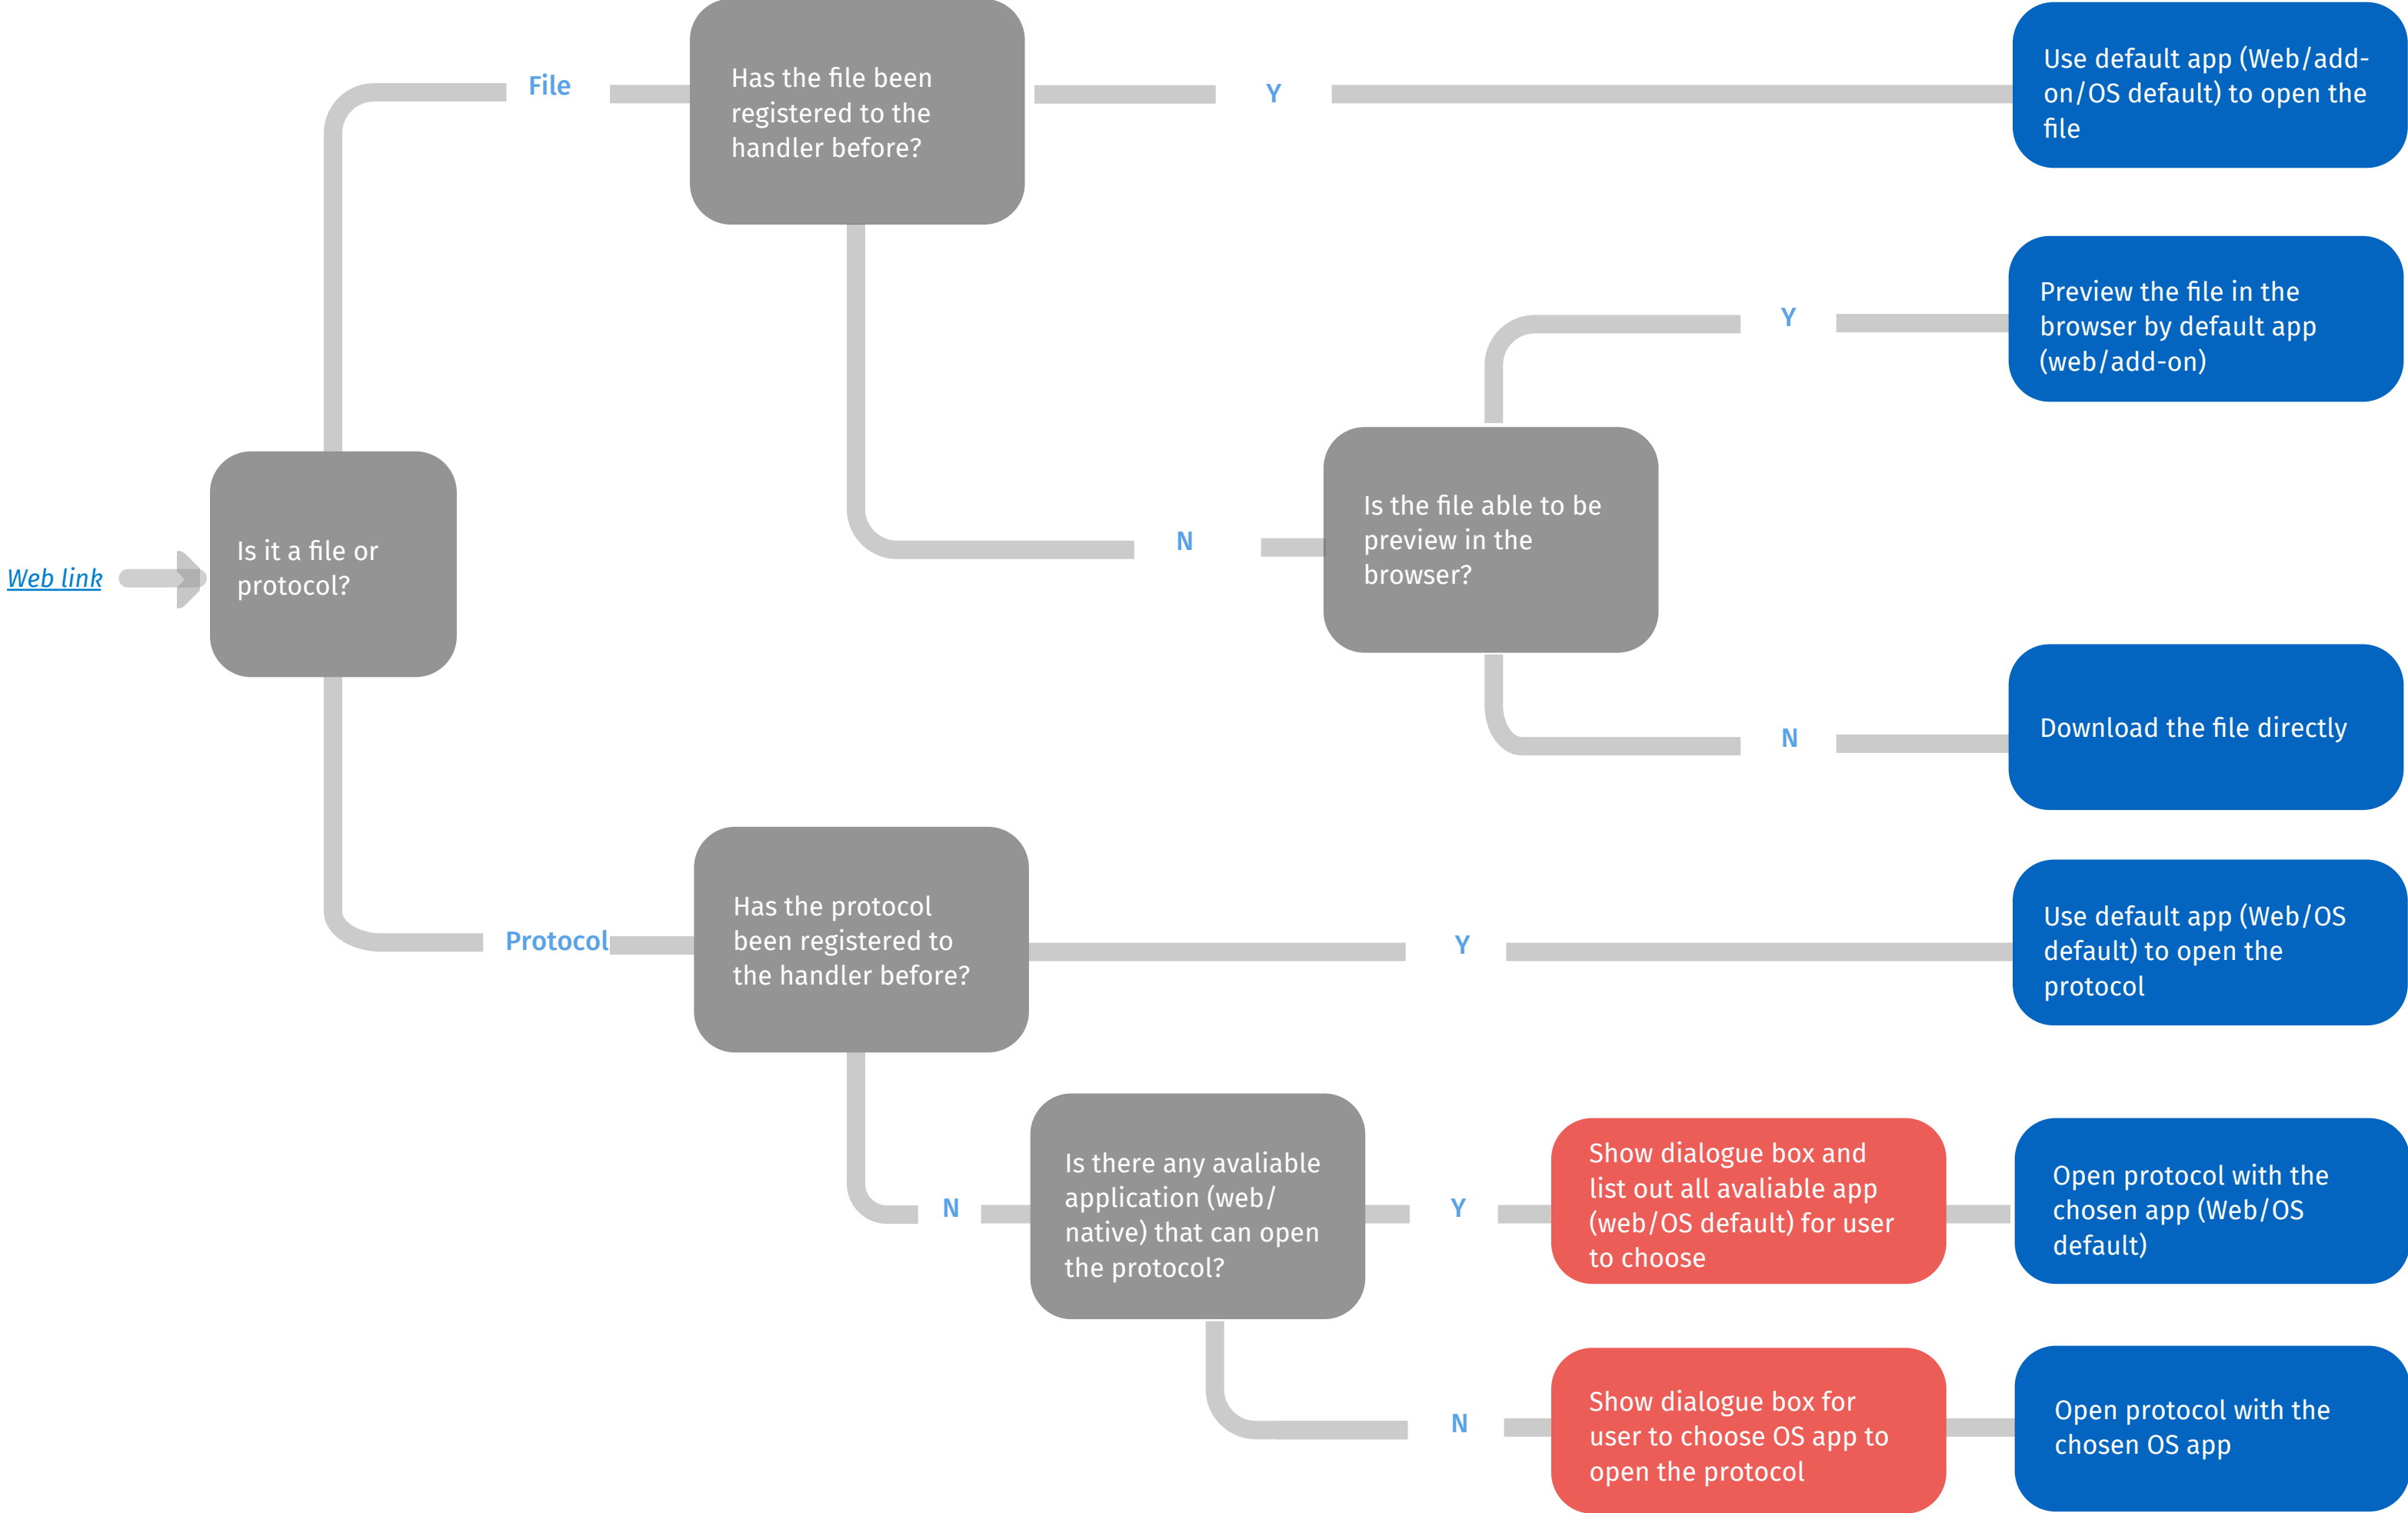 File
Has the file been
registered to the
handler before?
Y
Use default app (Web/add-
on/OS default) to open the
file
Y
Preview the file in the
browser by default app
(web/add-on)
Web link
Is it a file or
protocol?
N
Is the file able to be
preview in the
browser?
N
Download the file directly
Protocol
Has the protocol
been registered to
the handler before?
Y
Use default app (Web/OS
default) to open the
protocol
N
Is there any avaliable
application (web/
native) that can open
the protocol?
Y
Show dialogue box and
list out all avaliable app
(web/OS default) for user
to choose
Open protocol with the
chosen app (Web/OS
default)
N
Show dialogue box for
user to choose OS app to
open the protocol
Open protocol with the
chosen OS app